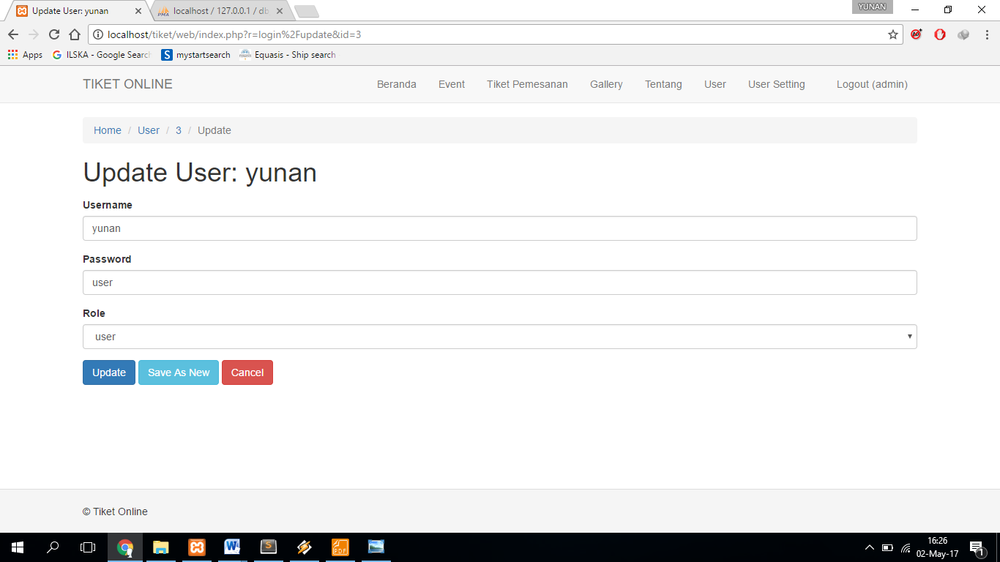 Update User: yunan
PMA localhost / 127.0.0.1 / db
YUNAN
localhost/tiket/web/index.php?r=login%2Fupdate&id=3
Apps ILSKA - Google Search S mystartsearch Equasis - Ship search
TIKET ONLINE Beranda Event Tiket Pemesanan Gallery Tentang User User Setting Logout (admin)
Home / User / 3 / Update
Update User: yunan
Username
yunan
Password
user
Role
user
Update Save As New Cancel
© Tiket Online
16:26
02-May-17
1